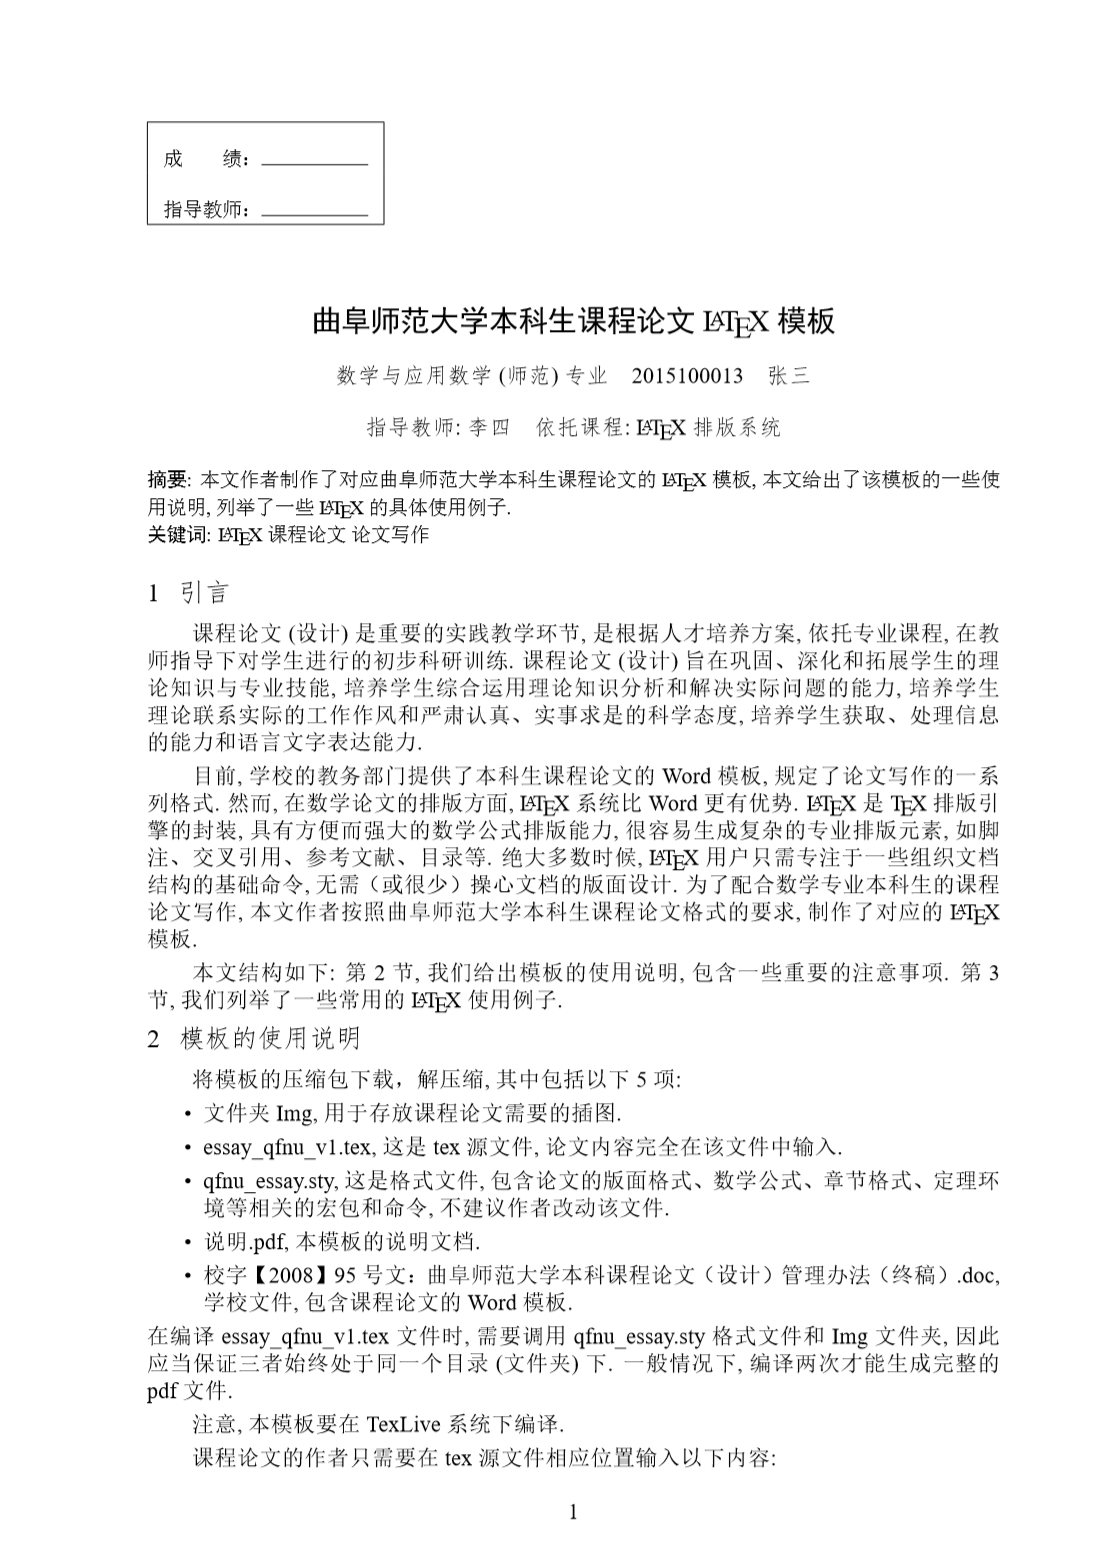 成　　绩：
指导教师：
曲阜师范大学本科生课程论文 LATEX 模板
数学与应用数学 (师范) 专业　2015100013　张三
指导教师: 李四　依托课程: LATEX 排版系统
摘要: 本文作者制作了对应曲阜师范大学本科生课程论文的 LATEX 模板, 本文给出了该模板的一些使
用说明, 列举了一些 LATEX 的具体使用例子.
关键词: LATEX 课程论文 论文写作
1 引言
课程论文 (设计) 是重要的实践教学环节, 是根据人才培养方案, 依托专业课程, 在教
师指导下对学生进行的初步科研训练. 课程论文 (设计) 旨在巩固、深化和拓展学生的理
论知识与专业技能, 培养学生综合运用理论知识分析和解决实际问题的能力, 培养学生
理论联系实际的工作作风和严肃认真、实事求是的科学态度, 培养学生获取、处理信息
的能力和语言文字表达能力.
目前, 学校的教务部门提供了本科生课程论文的 Word 模板, 规定了论文写作的一系
列格式. 然而, 在数学论文的排版方面, LATEX 系统比 Word 更有优势. LATEX 是 TEX 排版引
擎的封装, 具有方便而强大的数学公式排版能力, 很容易生成复杂的专业排版元素, 如脚
注、交叉引用、参考文献、目录等. 绝大多数时候, LATEX 用户只需专注于一些组织文档
结构的基础命令, 无需（或很少）操心文档的版面设计. 为了配合数学专业本科生的课程
论文写作, 本文作者按照曲阜师范大学本科生课程论文格式的要求, 制作了对应的 LATEX
模板.
本文结构如下: 第 2 节, 我们给出模板的使用说明, 包含一些重要的注意事项. 第 3
节, 我们列举了一些常用的 LATEX 使用例子.
2 模板的使用说明
将模板的压缩包下载，解压缩, 其中包括以下 5 项:
• 文件夹 Img, 用于存放课程论文需要的插图.
• essay_qfnu_v1.tex, 这是 tex 源文件, 论文内容完全在该文件中输入.
• qfnu_essay.sty, 这是格式文件, 包含论文的版面格式、数学公式、章节格式、定理环
境等相关的宏包和命令, 不建议作者改动该文件.
• 说明.pdf, 本模板的说明文档.
• 校字【2008】95 号文：曲阜师范大学本科课程论文（设计）管理办法（终稿）.doc,
学校文件, 包含课程论文的 Word 模板.
在编译 essay_qfnu_v1.tex 文件时, 需要调用 qfnu_essay.sty 格式文件和 Img 文件夹, 因此
应当保证三者始终处于同一个目录 (文件夹) 下. 一般情况下, 编译两次才能生成完整的
pdf 文件.
注意, 本模板要在 TexLive 系统下编译.
课程论文的作者只需要在 tex 源文件相应位置输入以下内容:
1